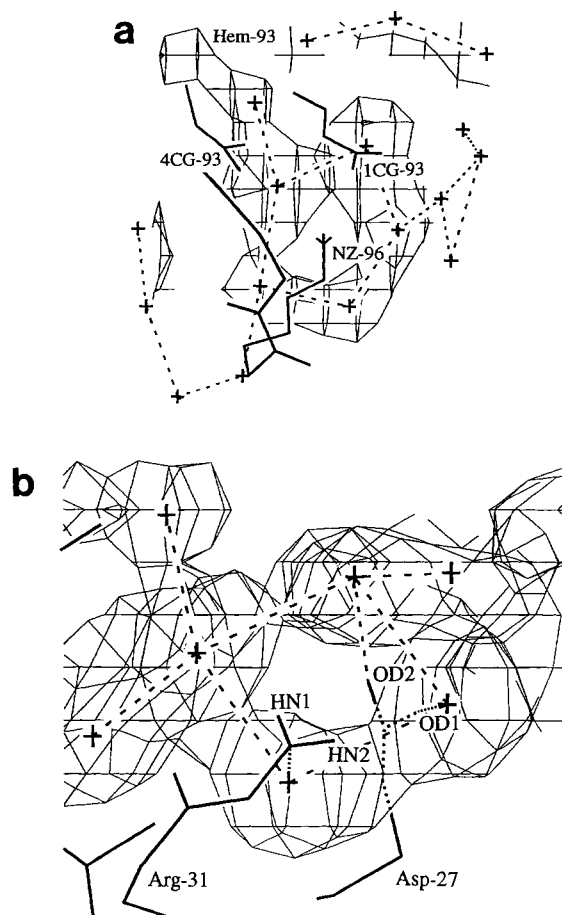 a
Hem-93
4CG-93
1CG-93
NZ-96
b
OD2
HN1
OD1
HN2
Arg-31
Asp-27